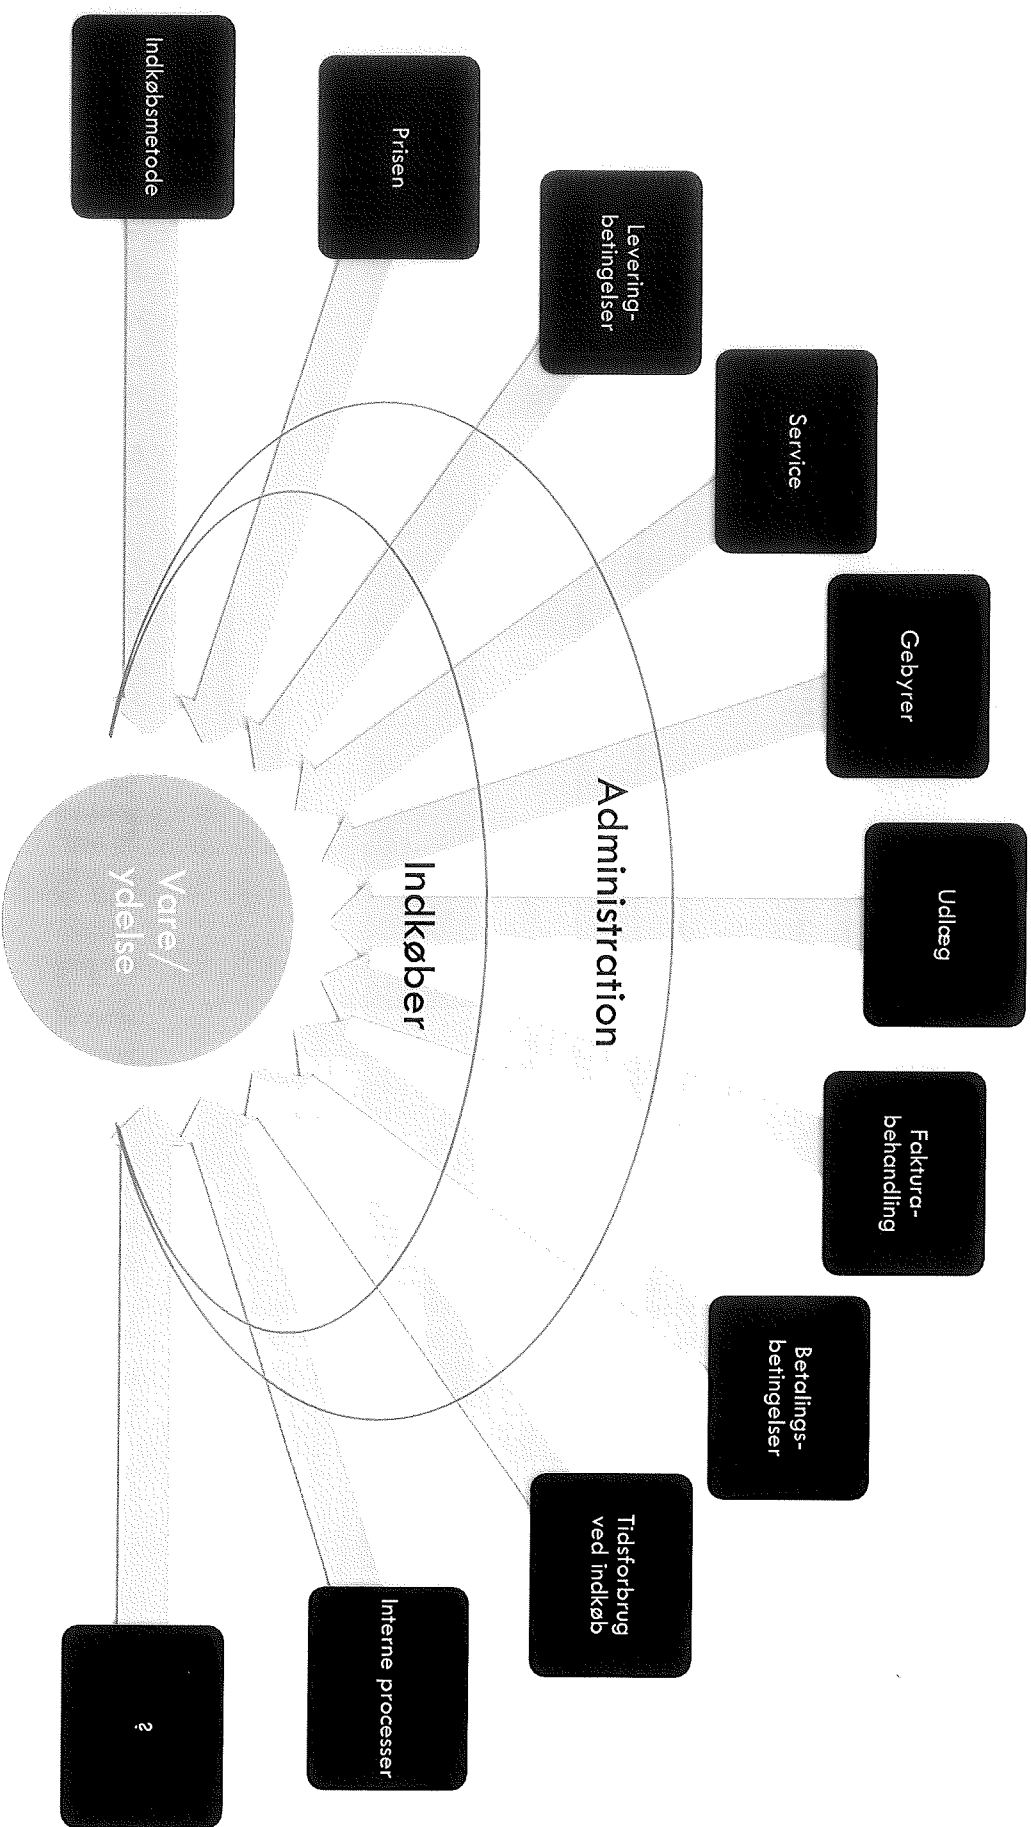 Indkøbsmetode
Prisen
Levering-
betingelser
Service
Gebyrer
Udlæg
Faktura-
behandling
Betalings-
betingelser
Tidsforbrug
ved indkøb
Interne processer
?
Administration
Indkøber
Vare/
ydelse